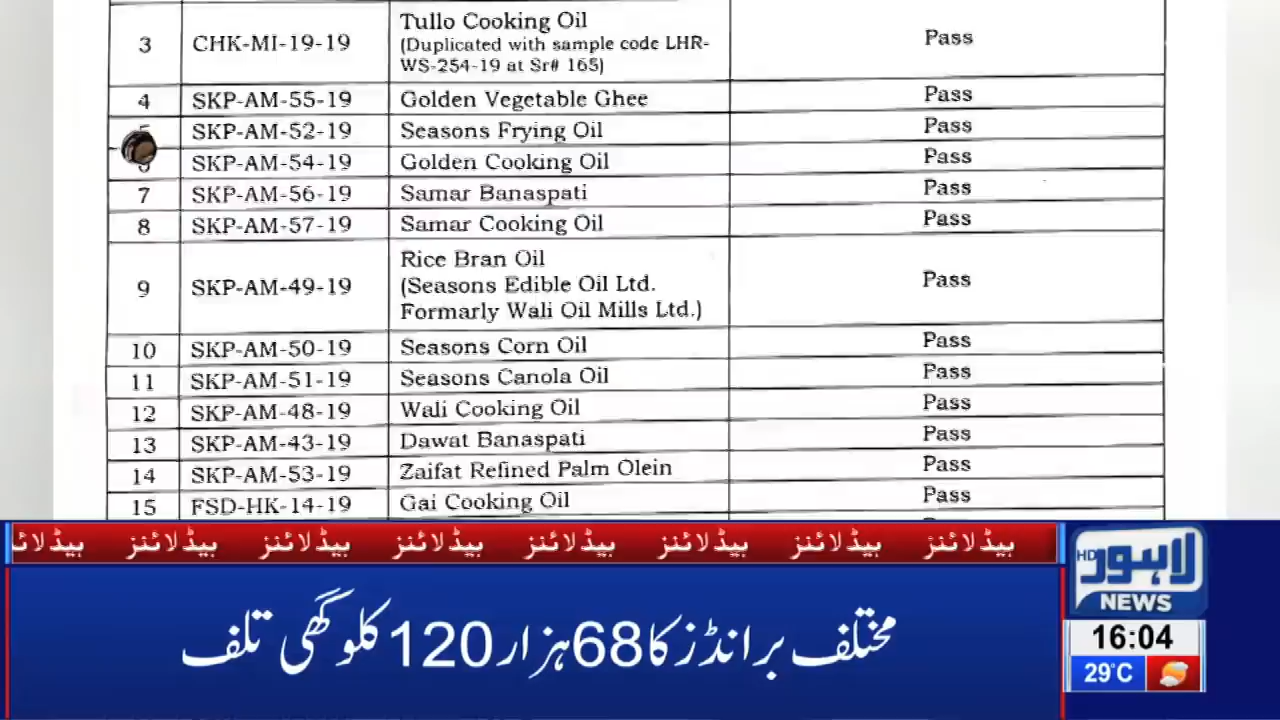 3 CHK-MI-19-19 Tullo Cooking Oil Pass
(Duplicated with sample code LHR-
WS-254-19 at Sr# 165)
4 SKP-AM-55-19 Golden Vegetable Ghee Pass
SKP-AM-52-19 Seasons Frying Oil Pass
SKP-AM-54-19 Golden Cooking Oil Pass
7 SKP-AM-56-19 Samar Banaspati Pass
8 SKP-AM-57-19 Samar Cooking Oil Pass
9 SKP-AM-49-19 Rice Bran Oil Pass
(Seasons Edible Oil Ltd.
Formarly Wali Oil Mills Ltd.)
10 SKP-AM-50-19 Seasons Corn Oil Pass
11 SKP-AM-51-19 Seasons Canola Oil Pass
12 SKP-AM-48-19 Wali Cooking Oil Pass
13 SKP-AM-43-19 Dawat Banaspati Pass
14 SKP-AM-53-19 Zaifat Refined Palm Olein Pass
15 FSD-HK-14-19 Gai Cooking Oil Pass
ہیڈلائنز ہیڈلائنز ہیڈلائنز ہیڈلائنز ہیڈلائنز ہیڈلائنز ہیڈلائنز
مختلف برانڈز کا 68 ہزار 120 کلو گھی تلف
لاہور HD
NEWS
16:04
29°C